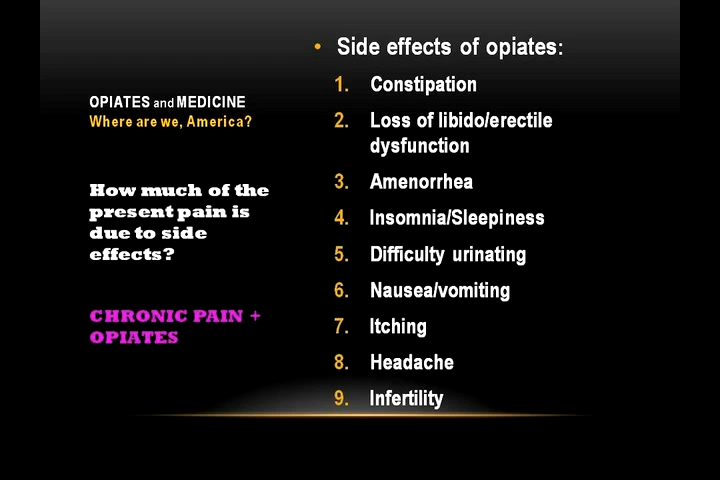 OPIATES and MEDICINE
Where are we, America?
How much of the
present pain is
due to side
effects?
CHRONIC PAIN +
OPIATES
• Side effects of opiates:
1. Constipation
2. Loss of libido/erectile
dysfunction
3. Amenorrhea
4. Insomnia/Sleepiness
5. Difficulty urinating
6. Nausea/vomiting
7. Itching
8. Headache
9. Infertility